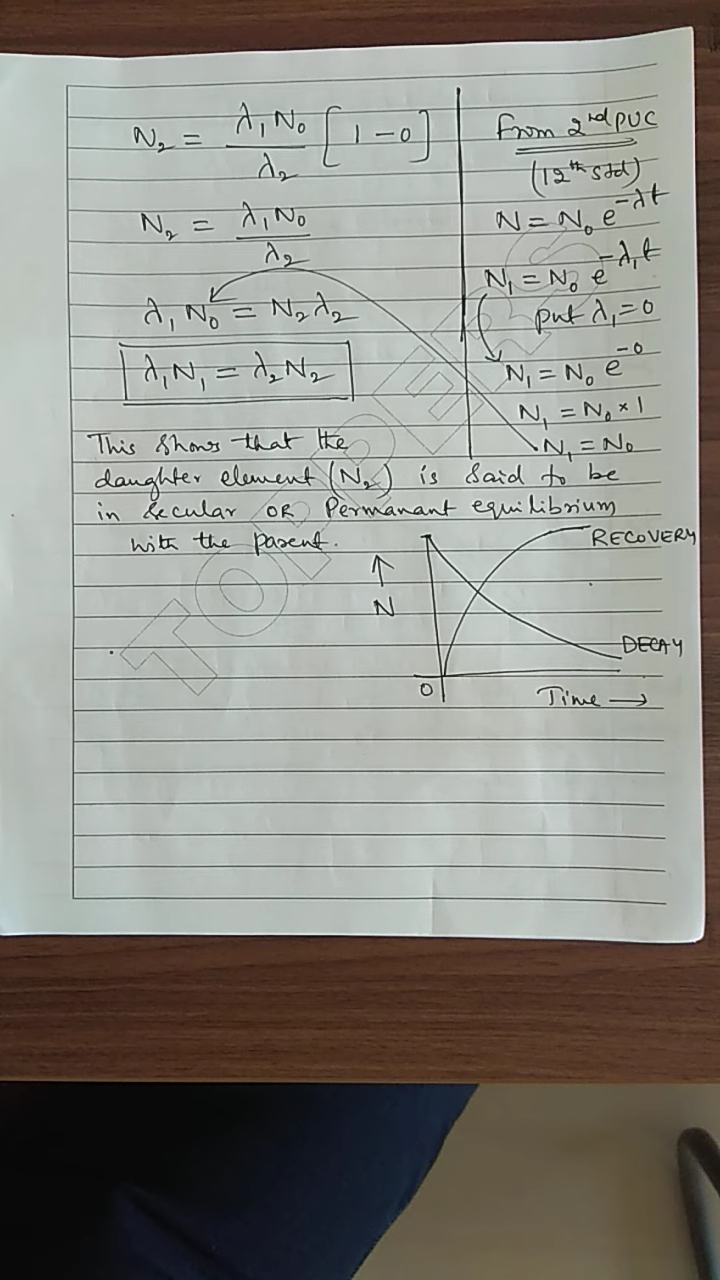 N₂ = λ₁N₀ / λ₂ [1 - 0]
N₂ = λ₁N₀ / λ₂
λ₁N₀ = N₂λ₂
λ₁N₁ = λ₂N₂
From 2nd PUC
(12th std)
N = N₀ e^-λt
N₁ = N₀ e^-λ₁t
put λ₁=0
N₁ = N₀ e^-0
N₁ = N₀ × 1
N₁ = N₀
This shows that the
daughter element (N₂) is said to be
in secular OR Permanant equilibrium
with the parent.
RECOVERY
↑
N
DECAY
0
Time →